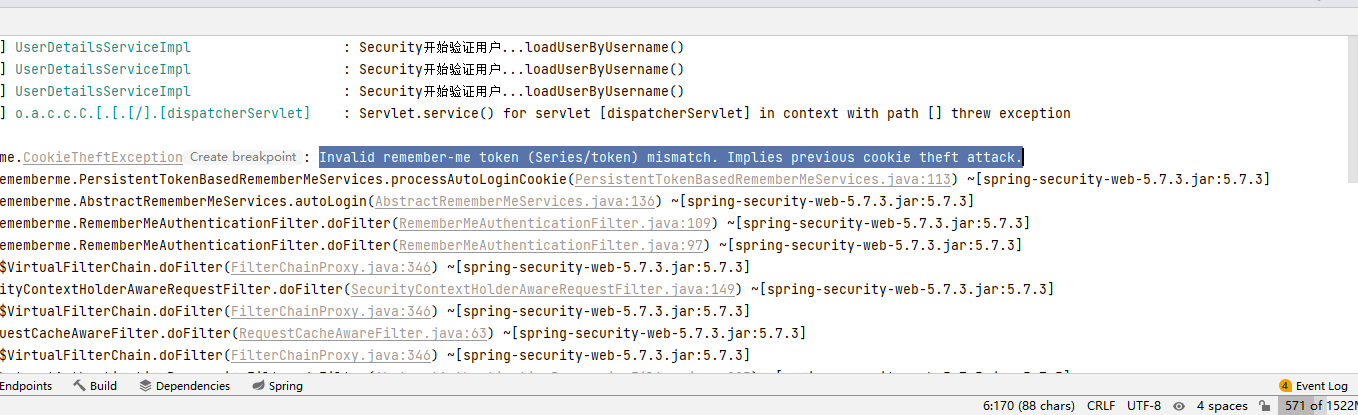 ] UserDetailsServiceImpl : Security开始验证用户...loadUserByUsername()
] UserDetailsServiceImpl : Security开始验证用户...loadUserByUsername()
] UserDetailsServiceImpl : Security开始验证用户...loadUserByUsername()
] o.a.c.c.C.[.[.[/].[dispatcherServlet] : Servlet.service() for servlet [dispatcherServlet] in context with path [] threw exception
me.CookieTheftException Create breakpoint : Invalid remember-me token (Series/token) mismatch. Implies previous cookie theft attack.
ememberme.PersistentTokenBasedRememberMeServices.processAutoLoginCookie(PersistentTokenBasedRememberMeServices.java:113) ~[spring-security-web-5.7.3.jar:5.7.3]
ememberme.AbstractRememberMeServices.autoLogin(AbstractRememberMeServices.java:136) ~[spring-security-web-5.7.3.jar:5.7.3]
ememberme.RememberMeAuthenticationFilter.doFilter(RememberMeAuthenticationFilter.java:109) ~[spring-security-web-5.7.3.jar:5.7.3]
ememberme.RememberMeAuthenticationFilter.doFilter(RememberMeAuthenticationFilter.java:97) ~[spring-security-web-5.7.3.jar:5.7.3]
$VirtualFilterChain.doFilter(FilterChainProxy.java:346) ~[spring-security-web-5.7.3.jar:5.7.3]
ityContextHolderAwareRequestFilter.doFilter(SecurityContextHolderAwareRequestFilter.java:149) ~[spring-security-web-5.7.3.jar:5.7.3]
$VirtualFilterChain.doFilter(FilterChainProxy.java:346) ~[spring-security-web-5.7.3.jar:5.7.3]
uestCacheAwareFilter.doFilter(RequestCacheAwareFilter.java:63) ~[spring-security-web-5.7.3.jar:5.7.3]
$VirtualFilterChain.doFilter(FilterChainProxy.java:346) ~[spring-security-web-5.7.3.jar:5.7.3]
Endpoints Build Dependencies Spring 4 Event Log
6:170 (88 chars) CRLF UTF-8 4 spaces 571 of 1522M